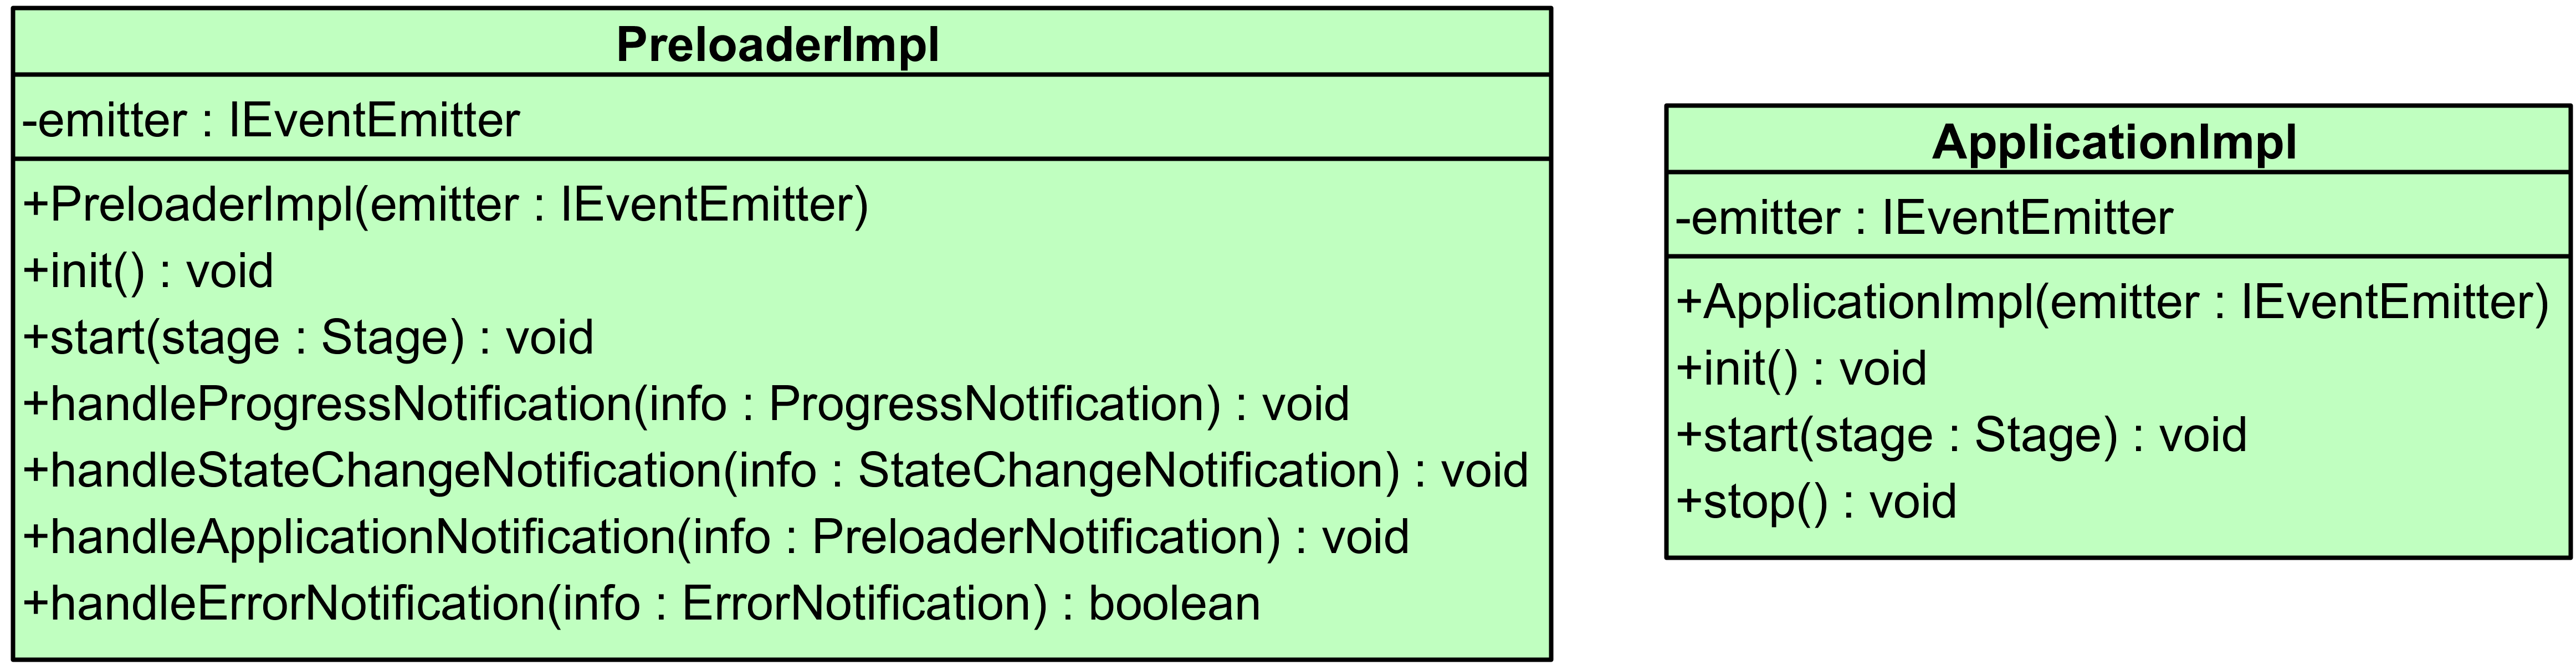 PreloaderImpl
-emitter : IEventEmitter
+PreloaderImpl(emitter : IEventEmitter)
+init() : void
+start(stage : Stage) : void
+handleProgressNotification(info : ProgressNotification) : void
+handleStateChangeNotification(info : StateChangeNotification) : void
+handleApplicationNotification(info : PreloaderNotification) : void
+handleErrorNotification(info : ErrorNotification) : boolean
ApplicationImpl
-emitter : IEventEmitter
+ApplicationImpl(emitter : IEventEmitter)
+init() : void
+start(stage : Stage) : void
+stop() : void